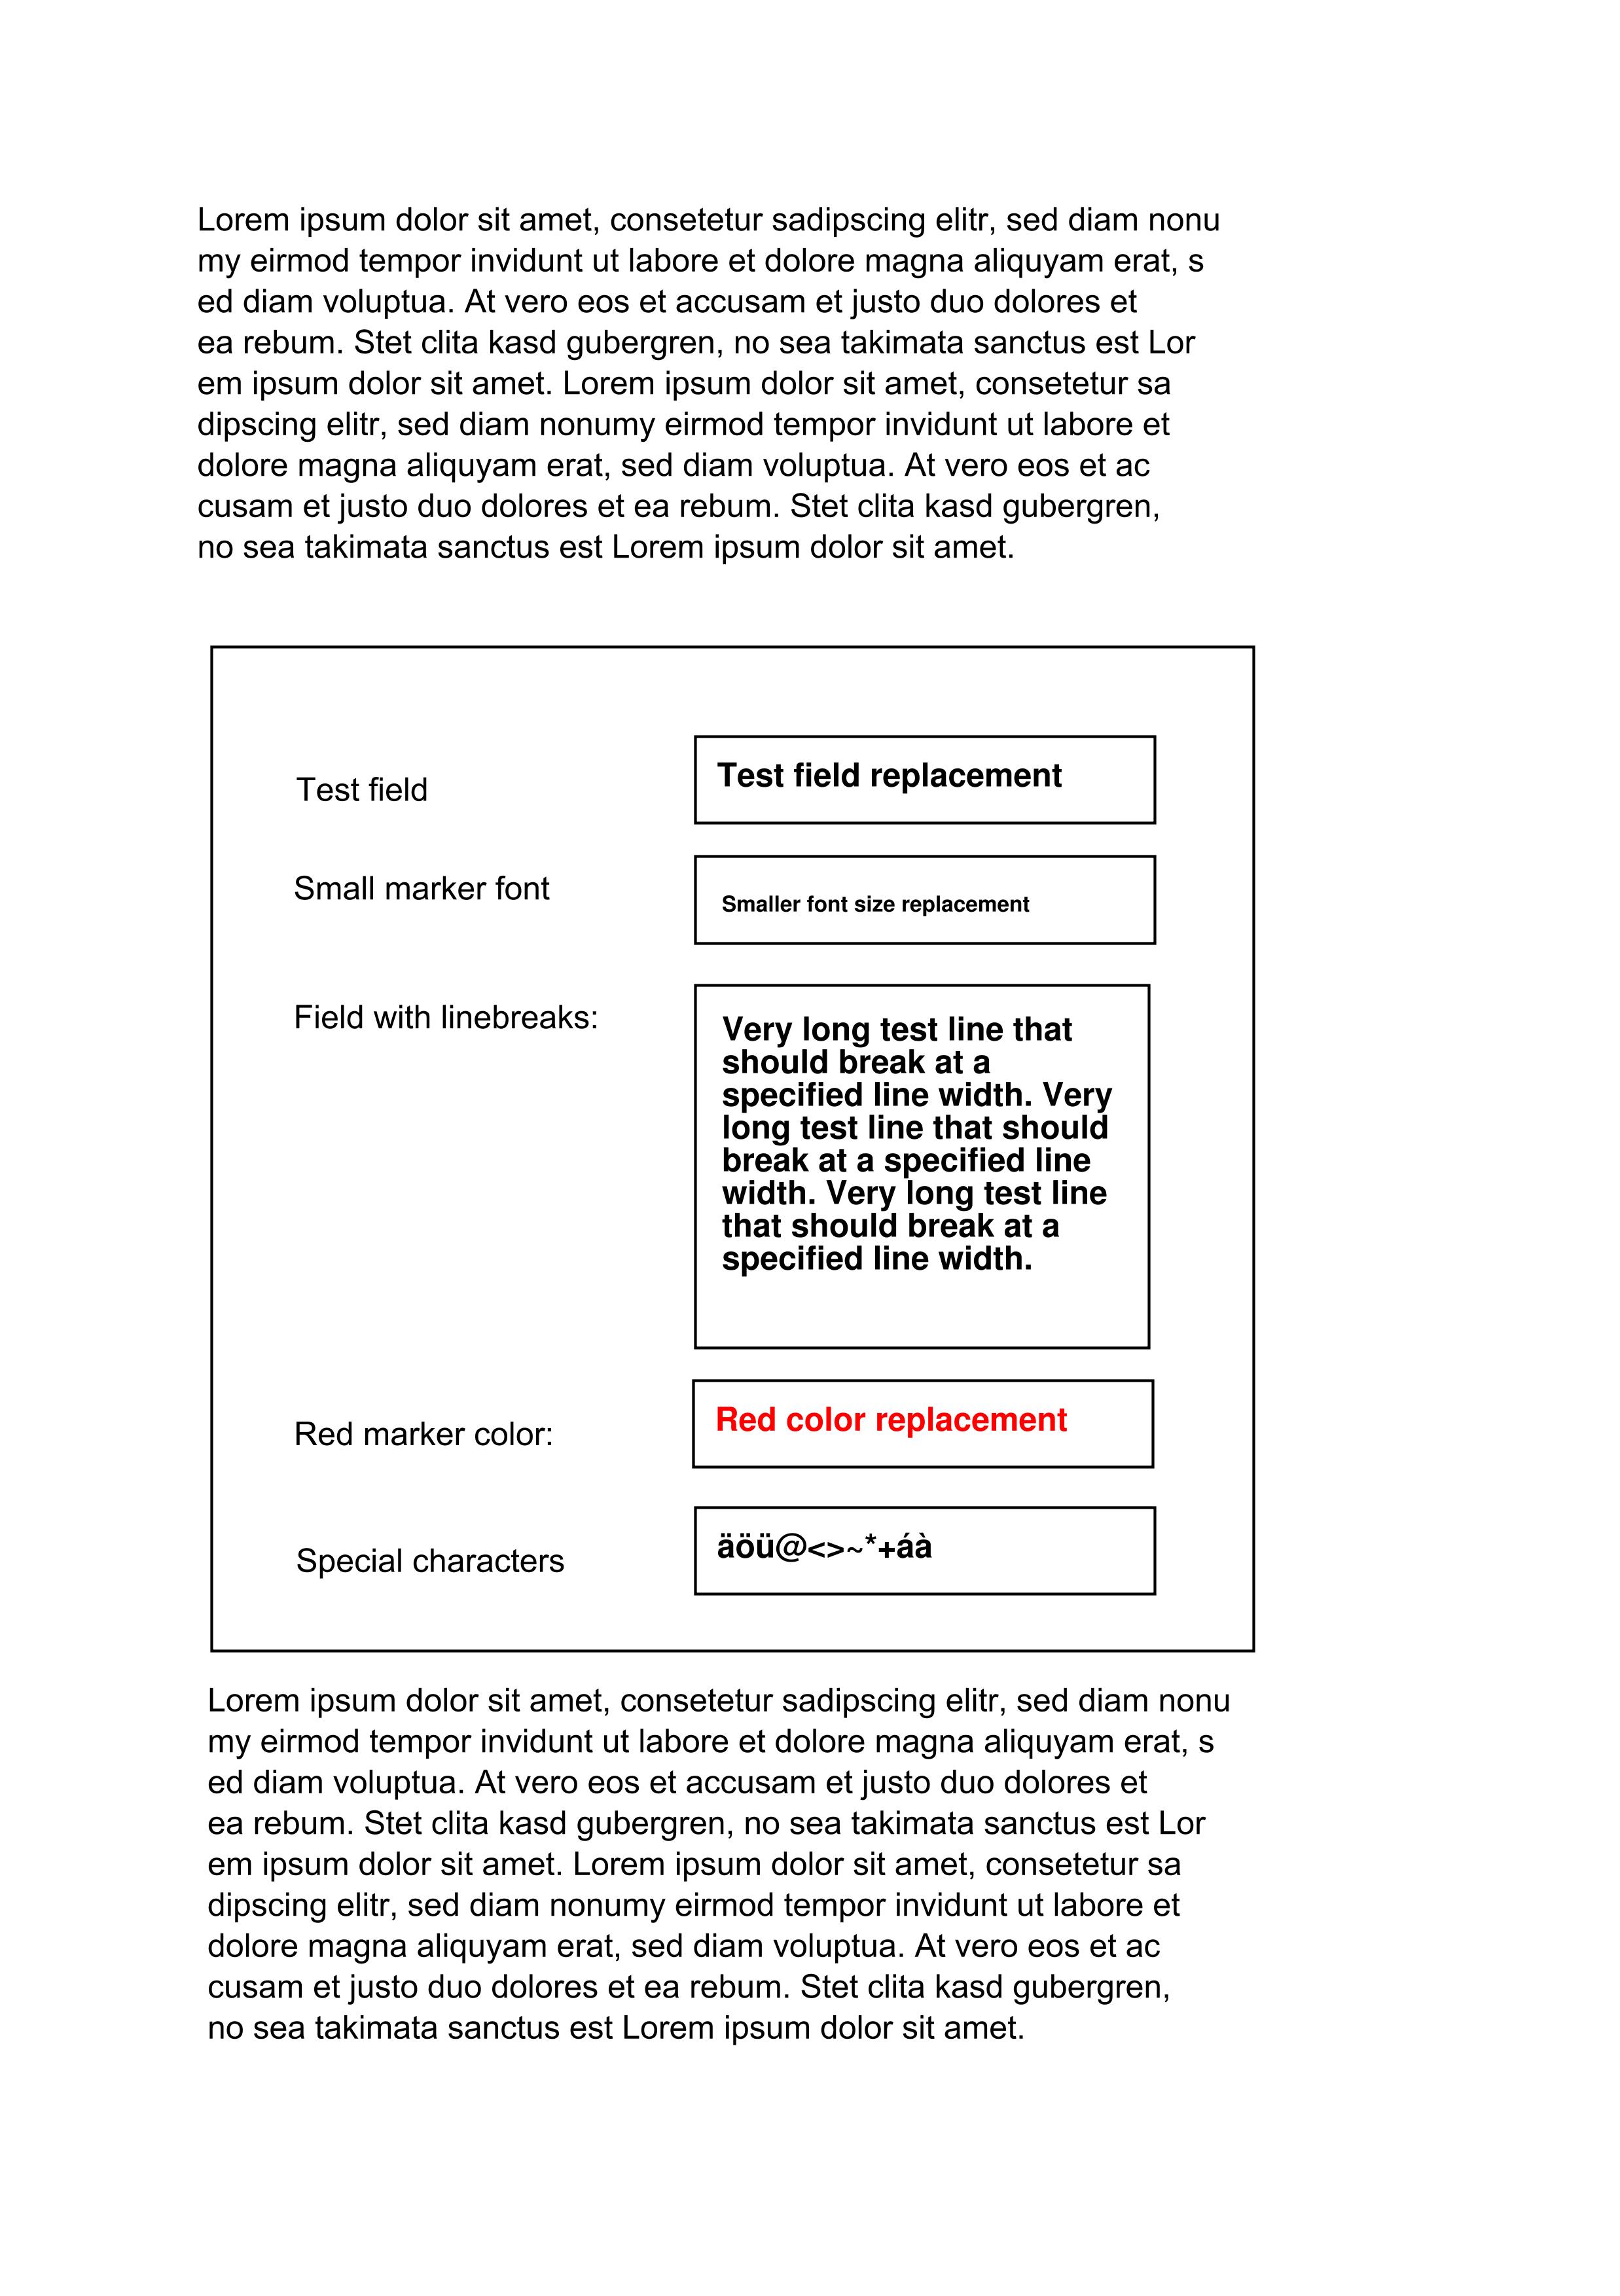 Lorem ipsum dolor sit amet, consetetur sadipscing elitr, sed diam nonu
my eirmod tempor invidunt ut labore et dolore magna aliquyam erat, s
ed diam voluptua. At vero eos et accusam et justo duo dolores et
ea rebum. Stet clita kasd gubergren, no sea takimata sanctus est Lor
em ipsum dolor sit amet. Lorem ipsum dolor sit amet, consetetur sa
dipscing elitr, sed diam nonumy eirmod tempor invidunt ut labore et
dolore magna aliquyam erat, sed diam voluptua. At vero eos et ac
cusam et justo duo dolores et ea rebum. Stet clita kasd gubergren,
no sea takimata sanctus est Lorem ipsum dolor sit amet.
Test field
Test field replacement
Small marker font
Smaller font size replacement
Field with linebreaks:
Very long test line that
should break at a
specified line width. Very
long test line that should
break at a specified line
width. Very long test line
that should break at a
specified line width.
Red marker color:
Red color replacement
Special characters
äöü@<>~*+áà
Lorem ipsum dolor sit amet, consetetur sadipscing elitr, sed diam nonu
my eirmod tempor invidunt ut labore et dolore magna aliquyam erat, s
ed diam voluptua. At vero eos et accusam et justo duo dolores et
ea rebum. Stet clita kasd gubergren, no sea takimata sanctus est Lor
em ipsum dolor sit amet. Lorem ipsum dolor sit amet, consetetur sa
dipscing elitr, sed diam nonumy eirmod tempor invidunt ut labore et
dolore magna aliquyam erat, sed diam voluptua. At vero eos et ac
cusam et justo duo dolores et ea rebum. Stet clita kasd gubergren,
no sea takimata sanctus est Lorem ipsum dolor sit amet.